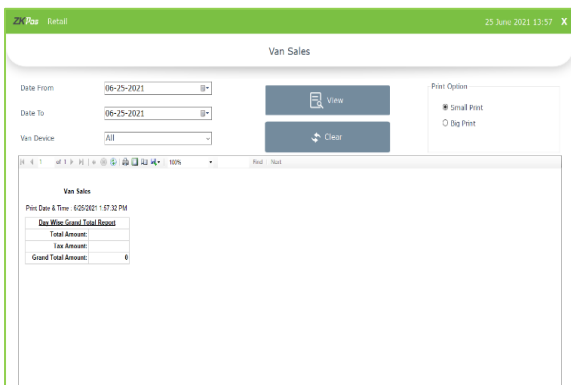 ZKPos Retail 25 June 2021 13:57 X
Van Sales
Date From 06-25-2021
View
Print Option
Small Print
Date To 06-25-2021
Big Print
Van Device All
Clear
1 of 1 100% Find Next
Van Sales
Print Date & Time : 6/25/2021 1:57:32 PM
Day Wise Grand Total Report
Total Amount:
Tax Amount:
Grand Total Amount: 0